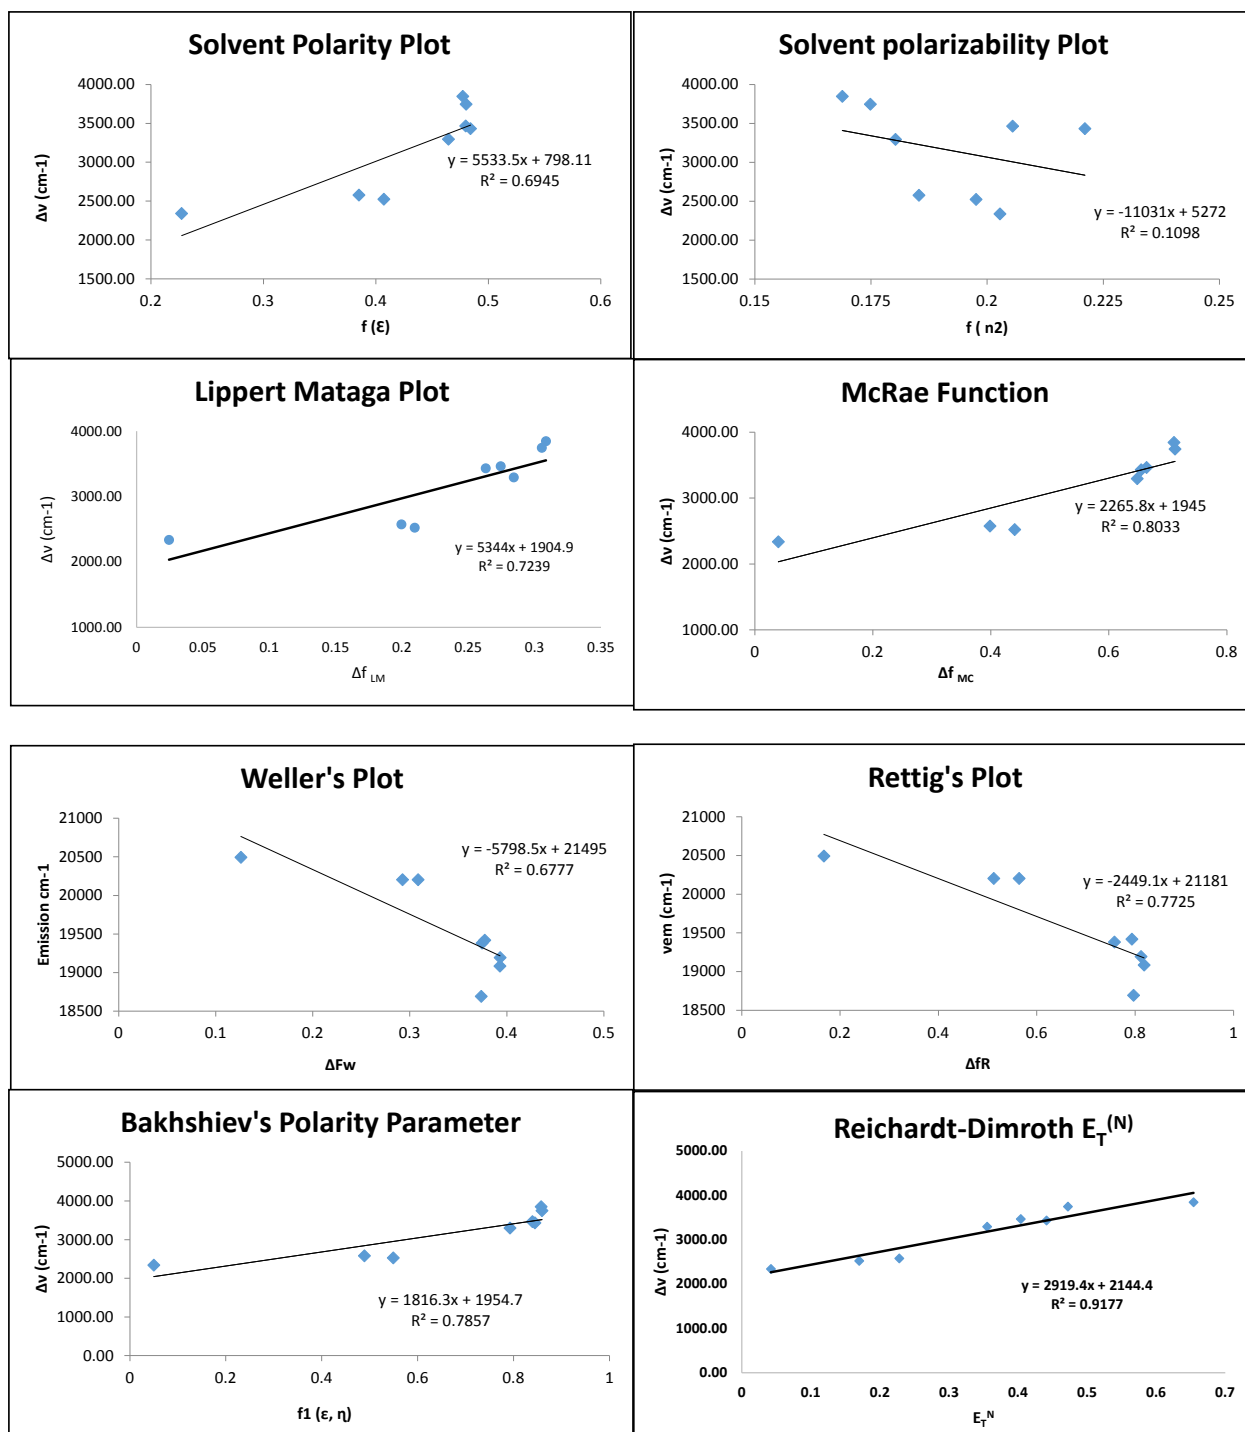 Solvent Polarity Plot
4000.00
3500.00
3000.00
2500.00
2000.00
1500.00
Δv (cm-1)
y = 5533.5x + 798.11
R² = 0.6945
0.2 0.3 0.4 0.5 0.6
f (Ɛ)
Solvent polarizability Plot
4000.00
3500.00
3000.00
2500.00
2000.00
1500.00
Δv (cm-1)
y = -11031x + 5272
R² = 0.1098
0.15 0.175 0.2 0.225 0.25
f ( n2)
Lippert Mataga Plot
4000.00
3000.00
2000.00
1000.00
Δv (cm-1)
y = 5344x + 1904.9
R² = 0.7239
0 0.05 0.1 0.15 0.2 0.25 0.3 0.35
Δf LM
McRae Function
4000.00
3000.00
2000.00
1000.00
Δv (cm-1)
y = 2265.8x + 1945
R² = 0.8033
0 0.2 0.4 0.6 0.8
Δf MC
Weller's Plot
21000
20500
20000
19500
19000
18500
Emission cm-1
y = -5798.5x + 21495
R² = 0.6777
0 0.1 0.2 0.3 0.4 0.5
ΔFw
Rettig's Plot
21000
20500
20000
19500
19000
18500
vem (cm-1)
y = -2449.1x + 21181
R² = 0.7725
0 0.2 0.4 0.6 0.8 1
ΔfR
Bakhshiev's Polarity Parameter
5000.00
4000.00
3000.00
2000.00
1000.00
0.00
Δv (cm-1)
y = 1816.3x + 1954.7
R² = 0.7857
0 0.2 0.4 0.6 0.8 1
f1 (ε, η)
Reichardt-Dimroth E_T^(N)
5000.00
4000.00
3000.00
2000.00
1000.00
0.00
Δv (cm-1)
y = 2919.4x + 2144.4
R² = 0.9177
0 0.1 0.2 0.3 0.4 0.5 0.6 0.7
E_T^N